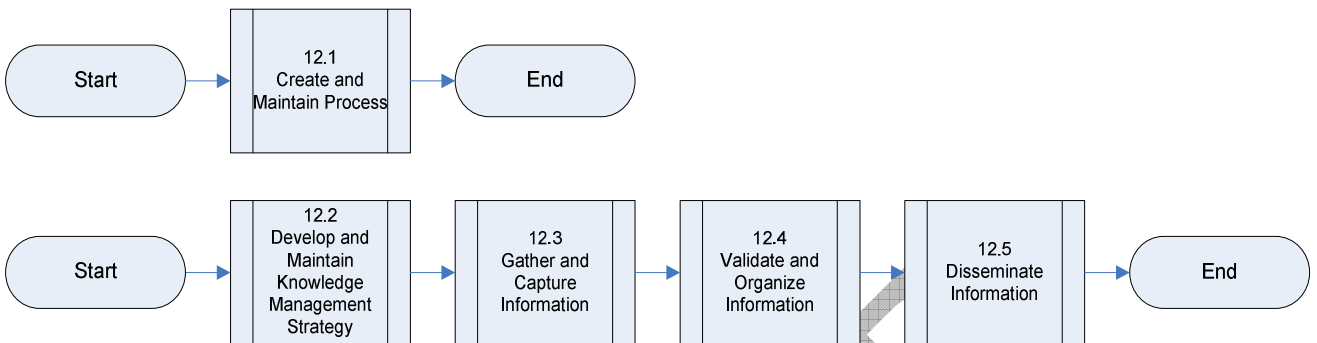 Start
12.1
Create and
Maintain Process
End
Start
12.2
Develop and
Maintain
Knowledge
Management
Strategy
12.3
Gather and
Capture
Information
12.4
Validate and
Organize
Information
12.5
Disseminate
Information
End